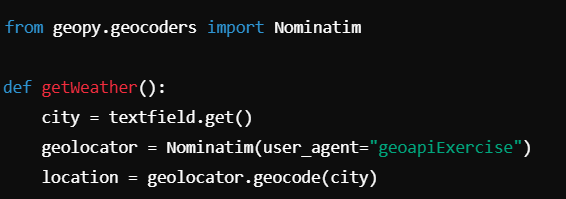 from geopy.geocoders import Nominatim
def getWeather():
    city = textfield.get()
    geolocator = Nominatim(user_agent="geoapiExercise")
    location = geolocator.geocode(city)